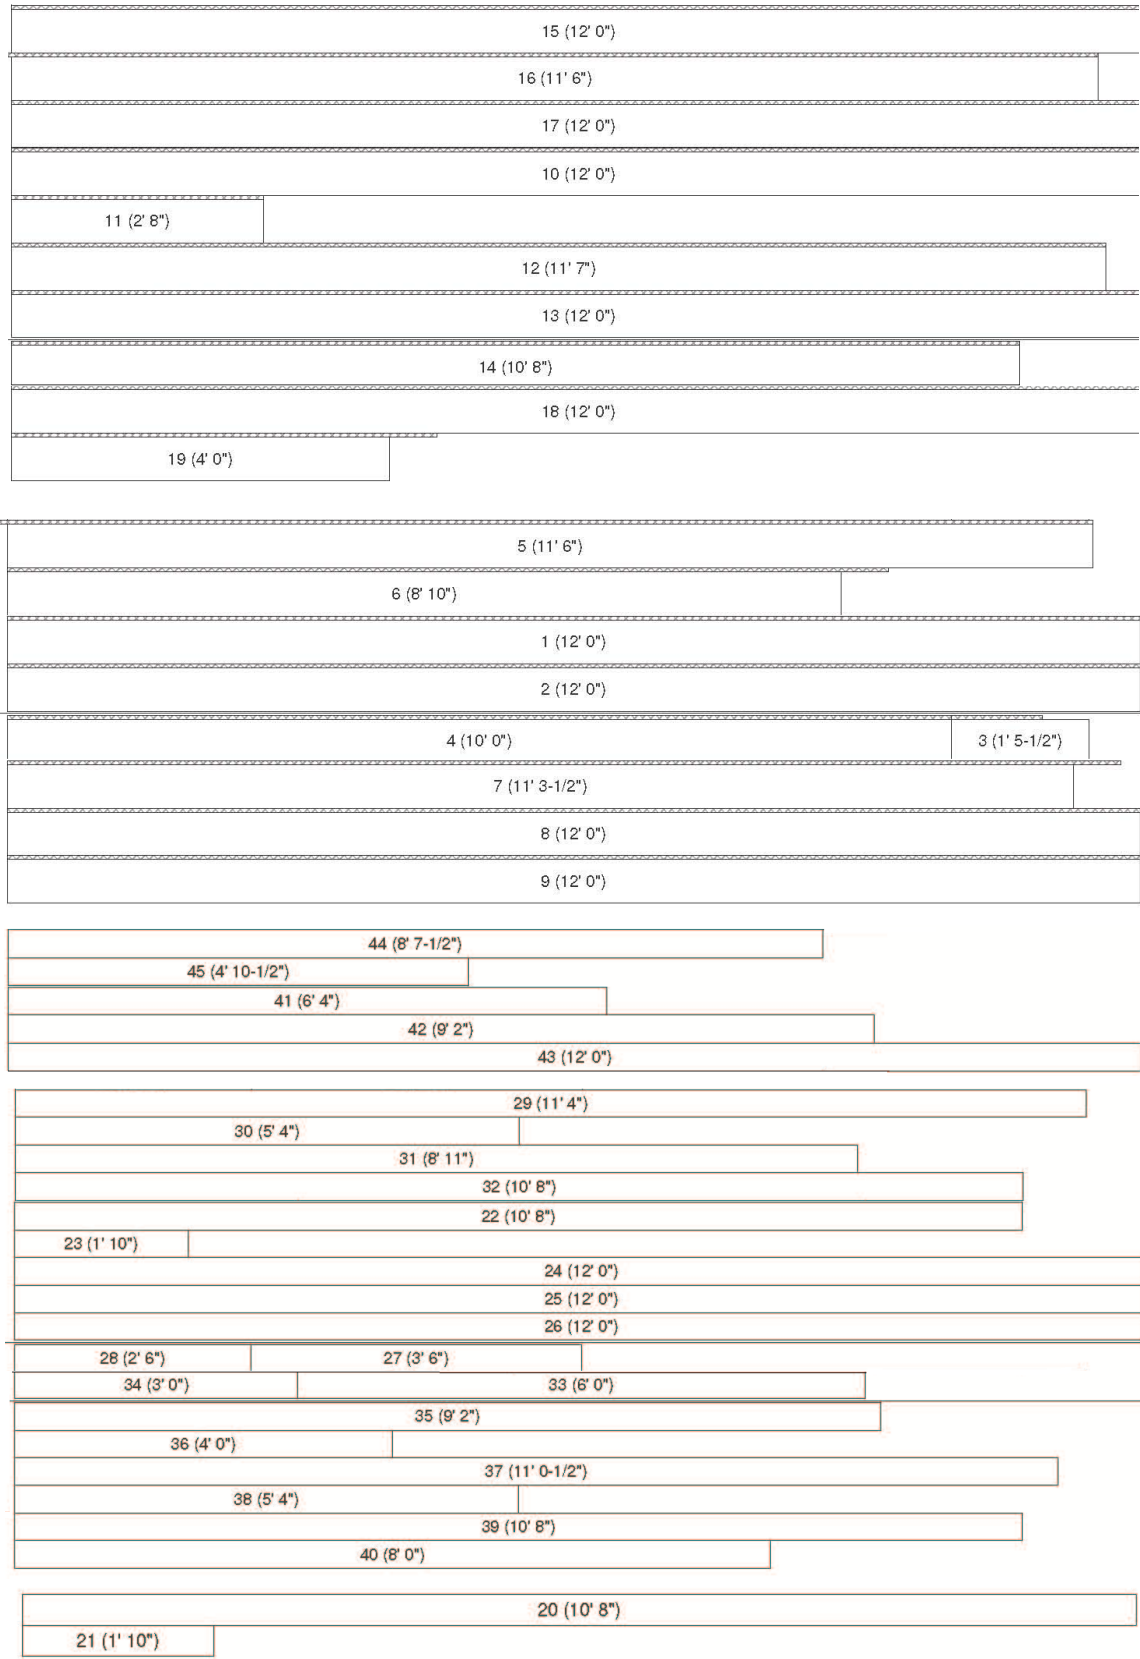 15 (12' 0")
16 (11' 6")
17 (12' 0")
10 (12' 0")
11 (2' 8")
12 (11' 7")
13 (12' 0")
14 (10' 8")
18 (12' 0")
19 (4' 0")
5 (11' 6")
6 (8' 10")
1 (12' 0")
2 (12' 0")
4 (10' 0") 3 (1' 5-1/2")
7 (11' 3-1/2")
8 (12' 0")
9 (12' 0")
44 (8' 7-1/2")
45 (4' 10-1/2")
41 (6' 4")
42 (9' 2")
43 (12' 0")
29 (11' 4")
30 (5' 4")
31 (8' 11")
32 (10' 8")
22 (10' 8")
23 (1' 10")
24 (12' 0")
25 (12' 0")
26 (12' 0")
28 (2' 6") 27 (3' 6")
34 (3' 0") 33 (6' 0")
35 (9' 2")
36 (4' 0")
37 (11' 0-1/2")
38 (5' 4")
39 (10' 8")
40 (8' 0")
20 (10' 8")
21 (1' 10")